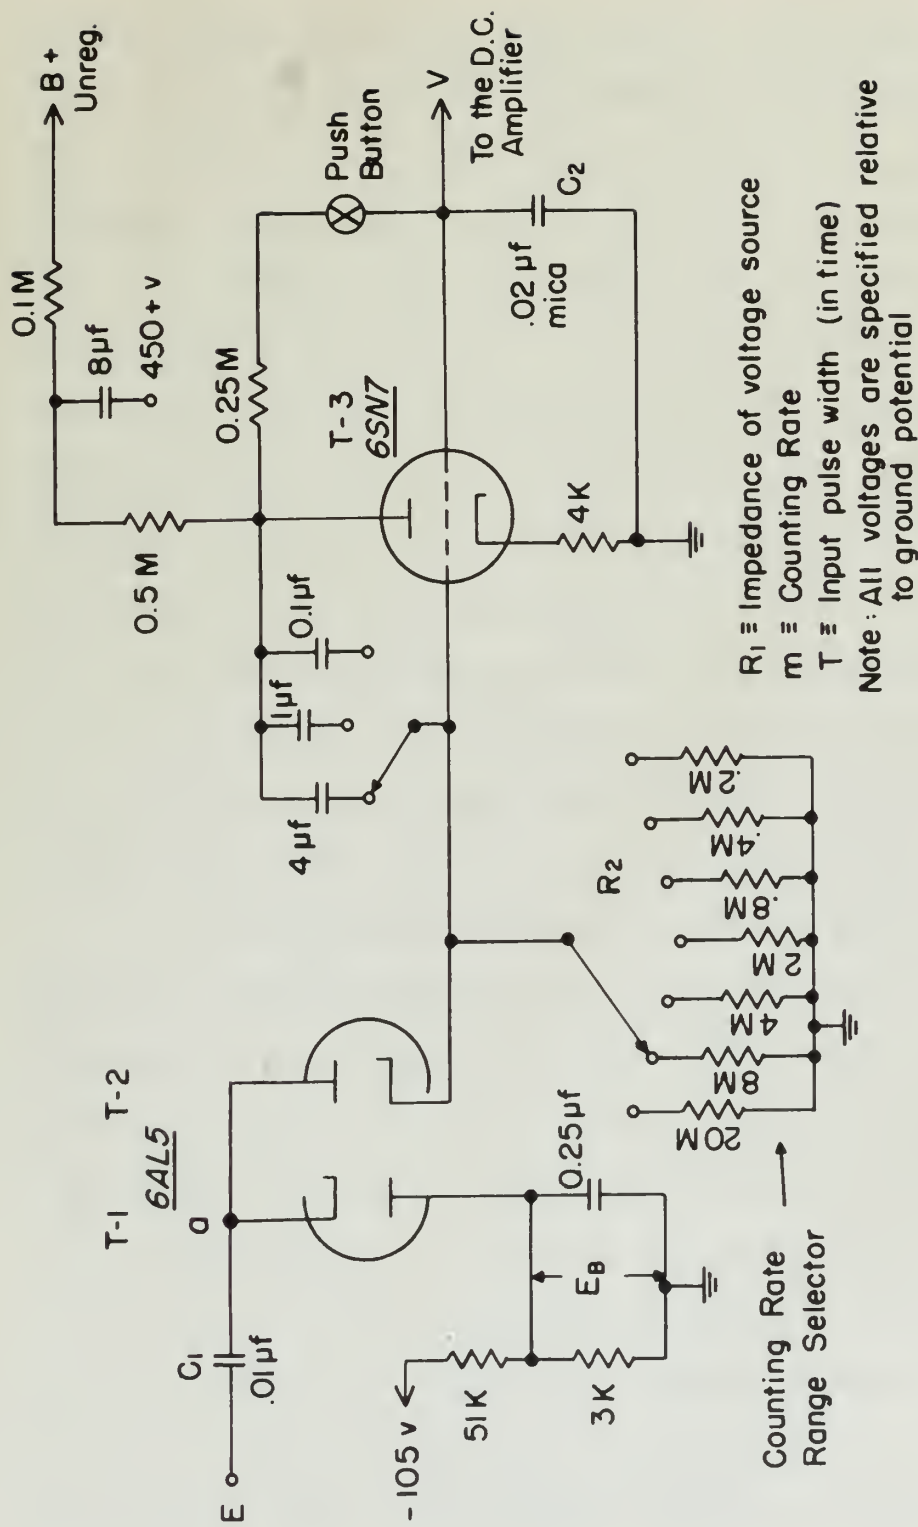 0.1M
B +
Unreg.
8µf
450+v
0.5M
0.25M
Push
Button
0.1µf
1µf
4µf
T-3
6SN7
V
To the D.C.
Amplifier
.02µf
mica
C2
4K
T-1
T-2
6AL5
a
C1
.01µf
E
-105v
51K
3K
EB
0.25µf
R2
20M
8M
4M
2M
.8M
.4M
.2M
Counting Rate
Range Selector
R1 ≡ Impedance of voltage source
m ≡ Counting Rate
T ≡ Input pulse width (in time)
Note: All voltages are specified relative
to ground potential